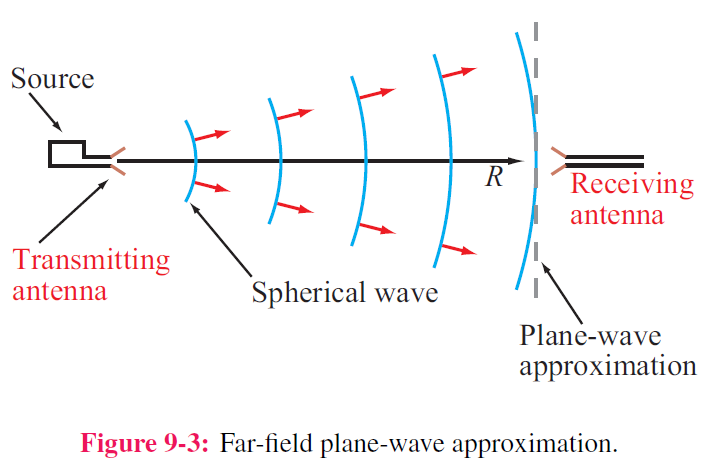 Source
R
Receiving
antenna
Transmitting
antenna
Spherical wave
Plane-wave
approximation
Figure 9-3: Far-field plane-wave approximation.